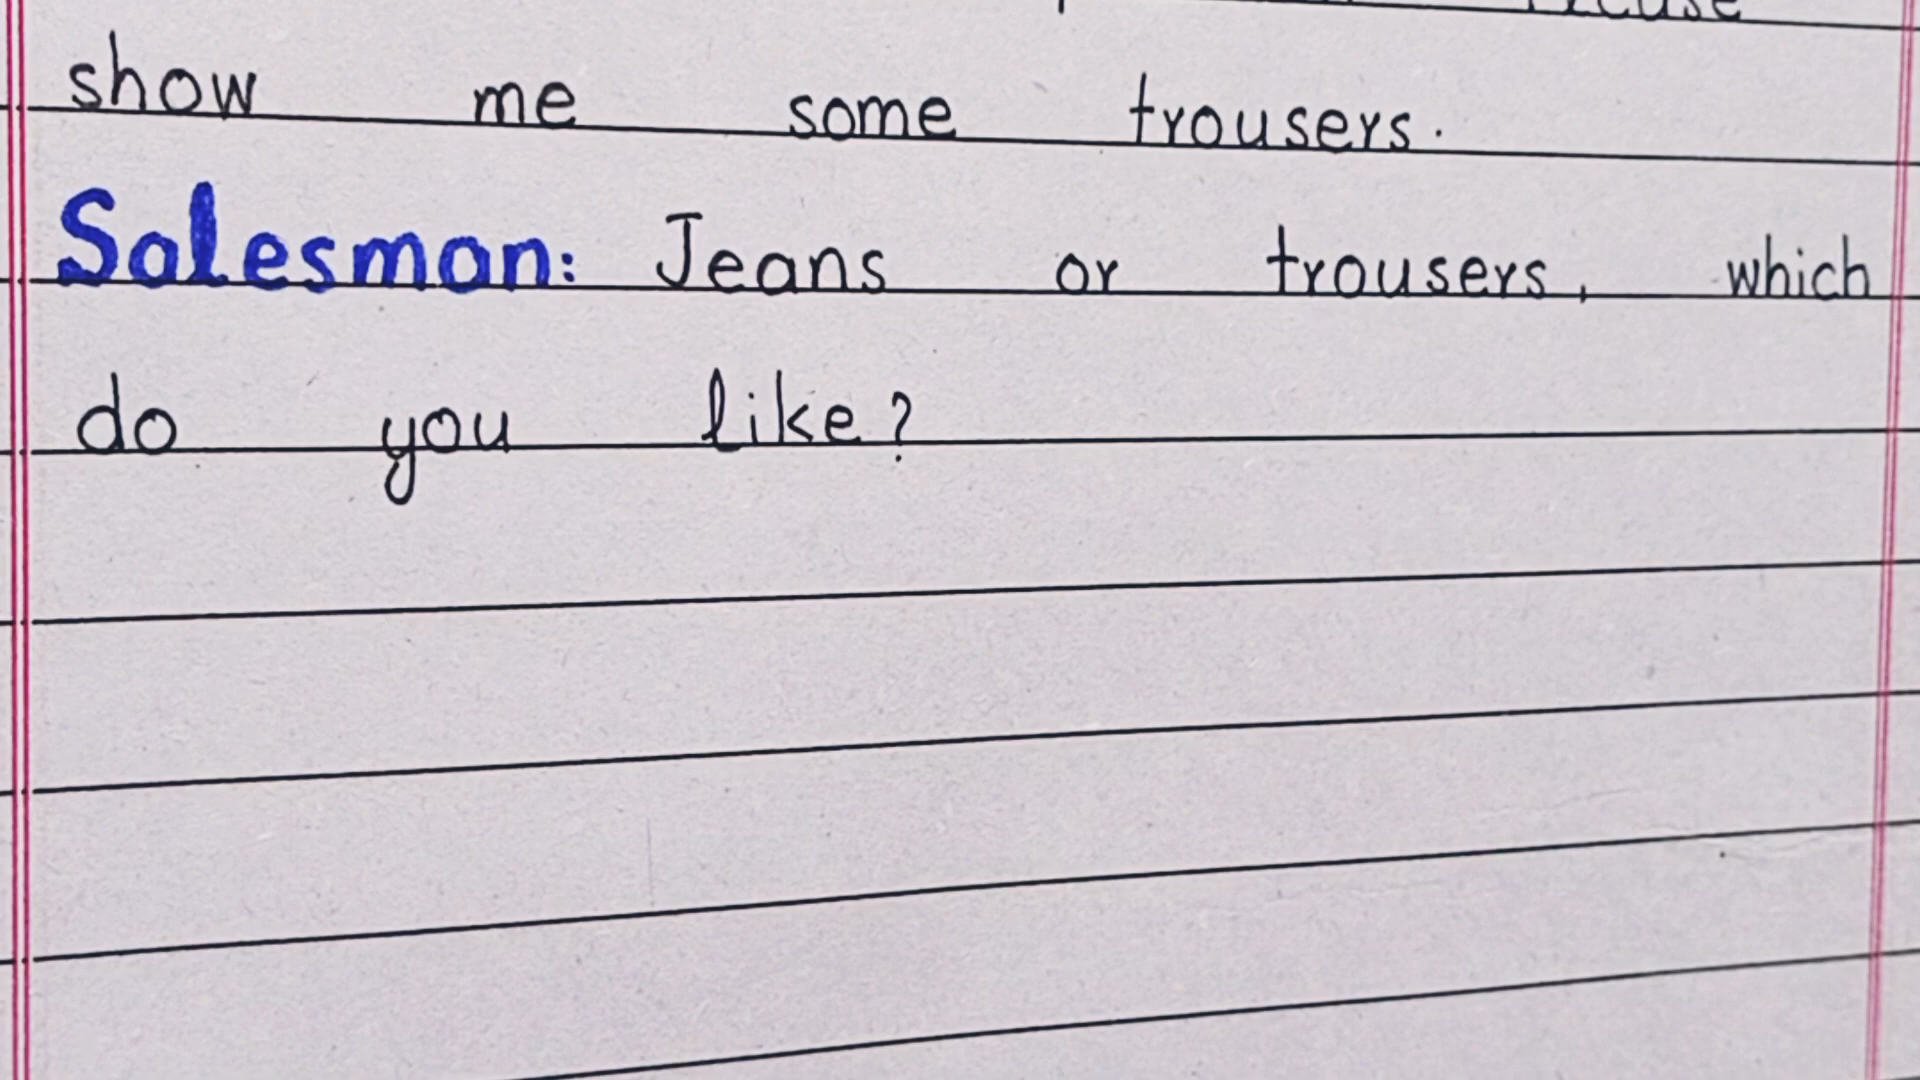 show me some trousers.
Salesman: Jeans or trousers, which
do you like?